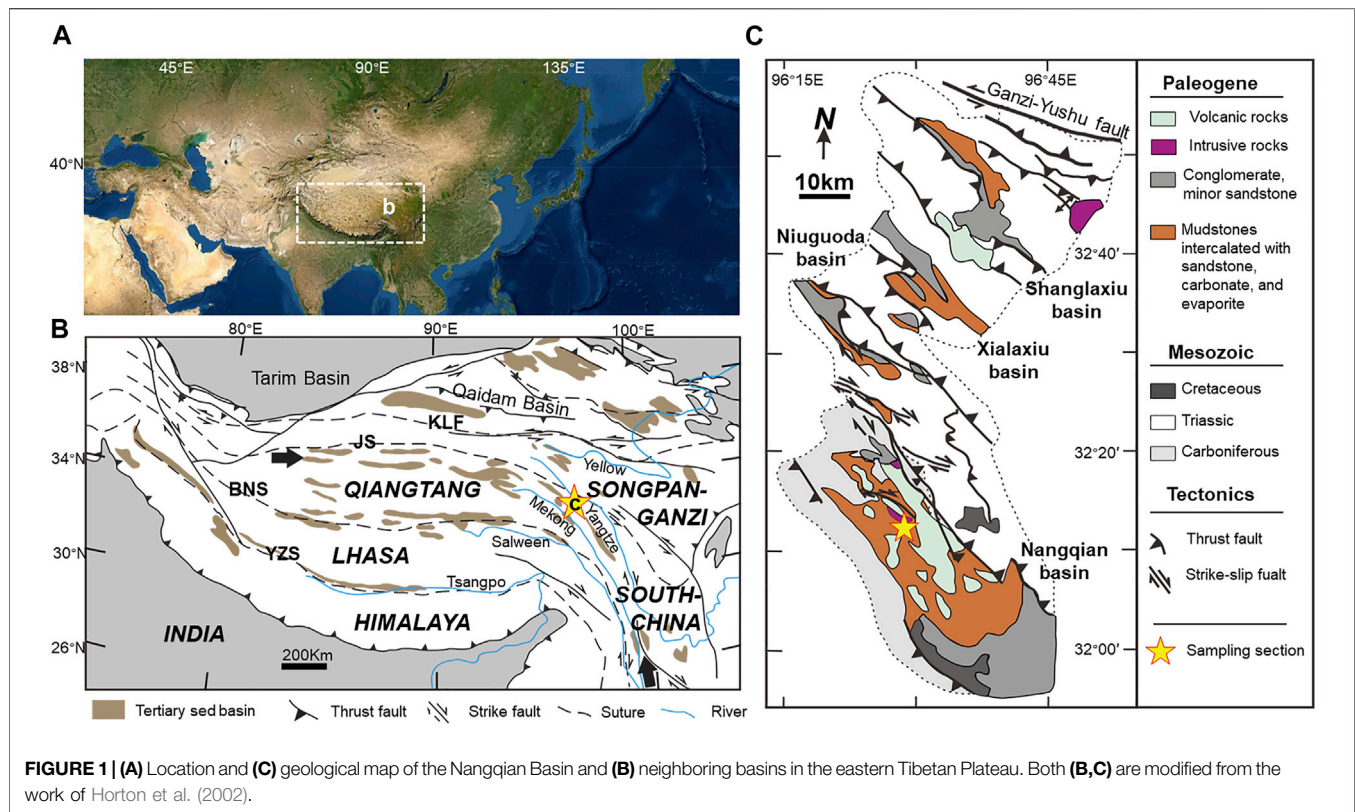 A
45°E
90°E
135°E
40°N
b
B
80°E
90°E
100°E
38°N
34°N
30°N
26°N
Tarim Basin
Qaidam Basin
KLF
JS
Yellow
BNS
QIANGTANG
C
SONGPAN-
GANZI
Mekong
Yangtze
YZS
LHASA
Salween
Tsangpo
SOUTH-
CHINA
HIMALAYA
INDIA
200Km
Tertiary sed basin
Thrust fault
Strike fault
Suture
River
C
96°15E
96°45E
N
10km
Ganzi-Yushu fault
Niuguoda
basin
32°40′
Shanglaxiu
basin
Xialaxiu
basin
32°20′
Nangqian
basin
32°00′
Paleogene
Volcanic rocks
Intrusive rocks
Conglomerate,
minor sandstone
Mudstones
intercalated with
sandstone,
carbonate, and
evaporite
Mesozoic
Cretaceous
Triassic
Carboniferous
Tectonics
Thrust fault
Strike-slip fualt
Sampling section
FIGURE 1 | (A) Location and (C) geological map of the Nangqian Basin and (B) neighboring basins in the eastern Tibetan Plateau. Both (B,C) are modified from the
work of Horton et al. (2002).